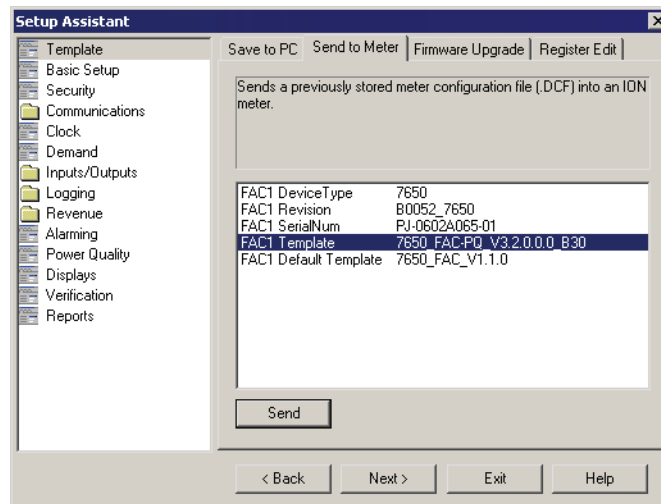 Setup Assistant
Template
Basic Setup
Security
Communications
Clock
Demand
Inputs/Outputs
Logging
Revenue
Alarming
Power Quality
Displays
Verification
Reports
Save to PC Send to Meter Firmware Upgrade Register Edit
Sends a previously stored meter configuration file (.DCF) into an ION
meter.
FAC1 DeviceType 7650
FAC1 Revision B0052_7650
FAC1 SerialNum PJ-0602A065-01
FAC1 Template 7650_FAC-PQ_V3.2.0.0.0_B30
FAC1 Default Template 7650_FAC_V1.1.0
Send
< Back Next > Exit Help